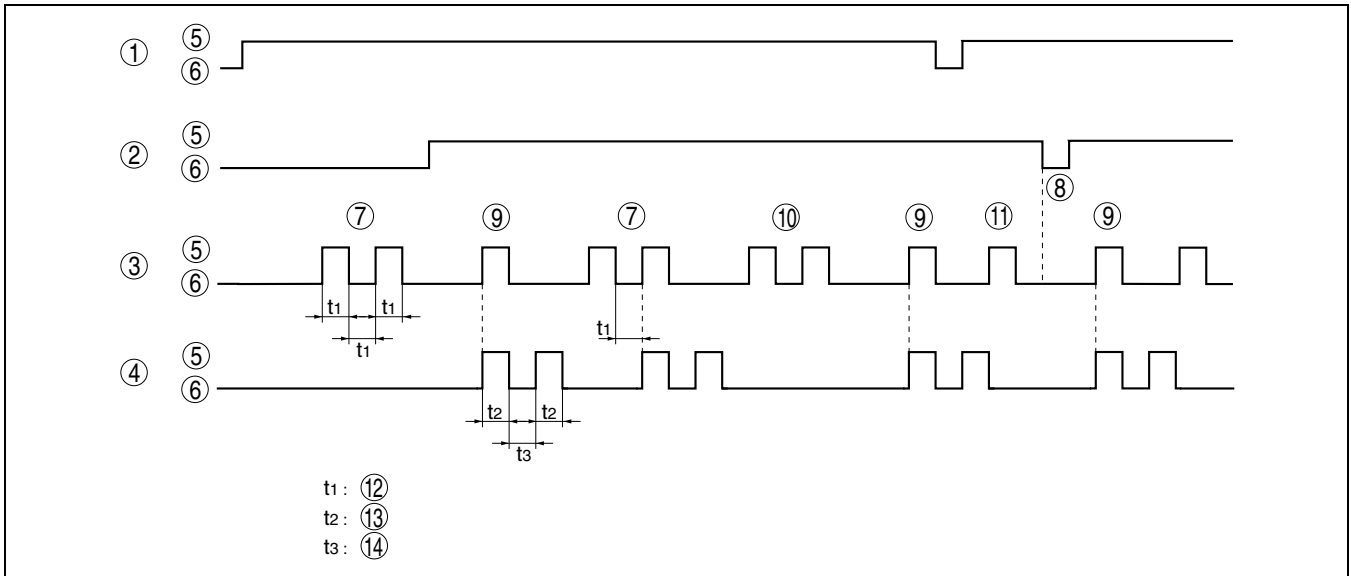 ① ⑤
⑥
② ⑤
⑥
⑧
⑦ ⑨ ⑦ ⑩ ⑨ ⑪ ⑨
③ ⑤
⑥
t1 t1
t1
t1
④ ⑤
⑥
t2 t2
t3
t1 : ⑫
t2 : ⑬
t3 : ⑭